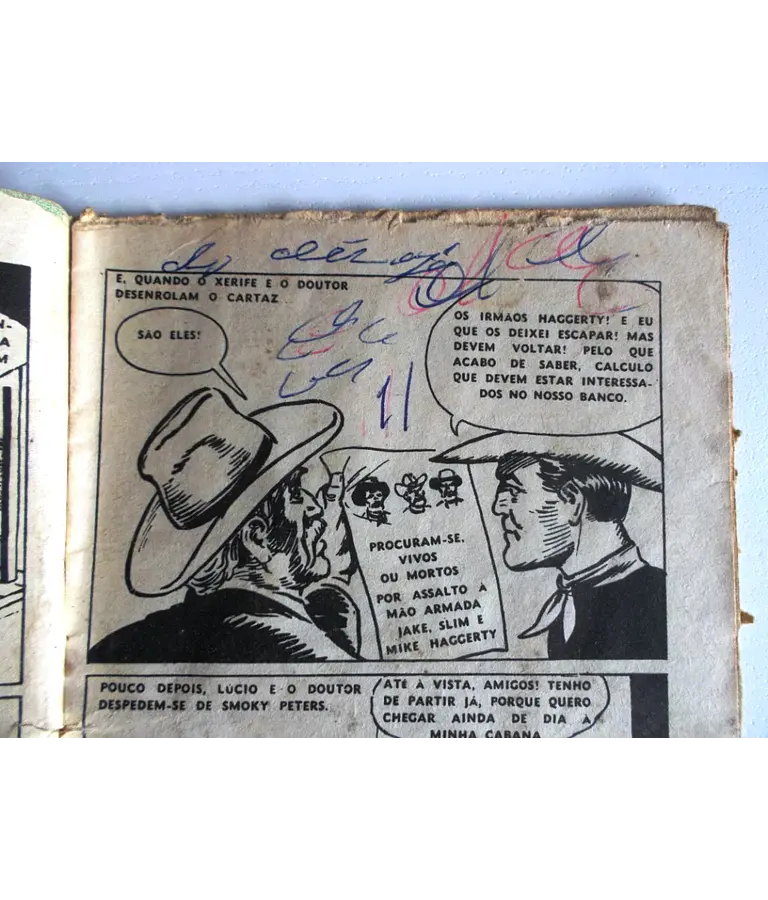 E, QUANDO O XERIFE E O DOUTOR
DESENROLAM O CARTAZ...
SÃO ELES!
OS IRMÃOS HAGGERTY! E EU
QUE OS DEIXEI ESCAPAR! MAS
DEVEM VOLTAR! PELO QUE
ACABO DE SABER, CALCULO
QUE DEVEM ESTAR INTERESSA-
DOS NO NOSSO BANCO.
PROCURAM-SE,
VIVOS
OU MORTOS
POR ASSALTO À
MÃO ARMADA
JAKE, SLIM E
MIKE HAGGERTY
POUCO DEPOIS, LÚCIO E O DOUTOR
DESPEDEM-SE DE SMOKY PETERS.
ATÉ À VISTA, AMIGOS! TENHO
DE PARTIR JÁ, PORQUE QUERO
CHEGAR AINDA DE DIA À
MINHA CABANA